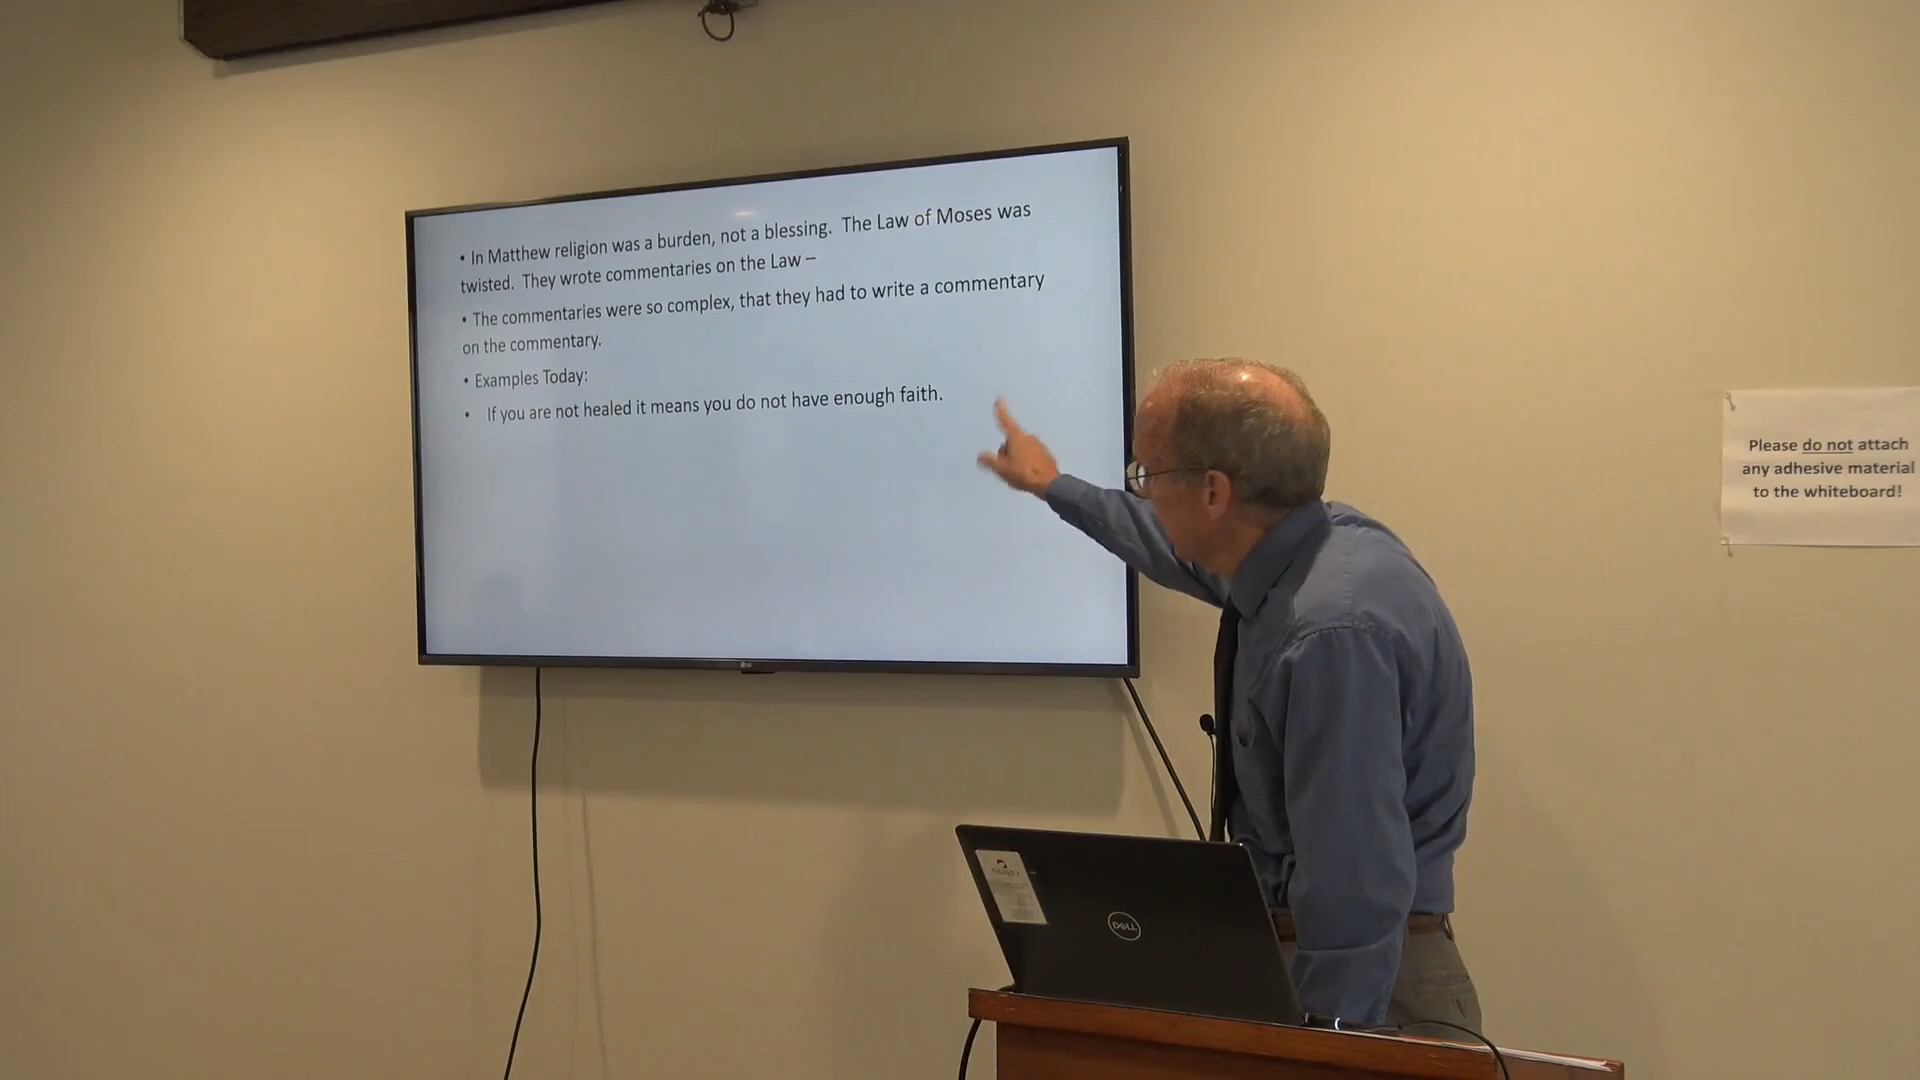 • In Matthew religion was a burden, not a blessing. The Law of Moses was
twisted. They wrote commentaries on the Law –
• The commentaries were so complex, that they had to write a commentary
on the commentary.
• Examples Today:
• If you are not healed it means you do not have enough faith.
Please do not attach
any adhesive material
to the whiteboard!
LG
DELL